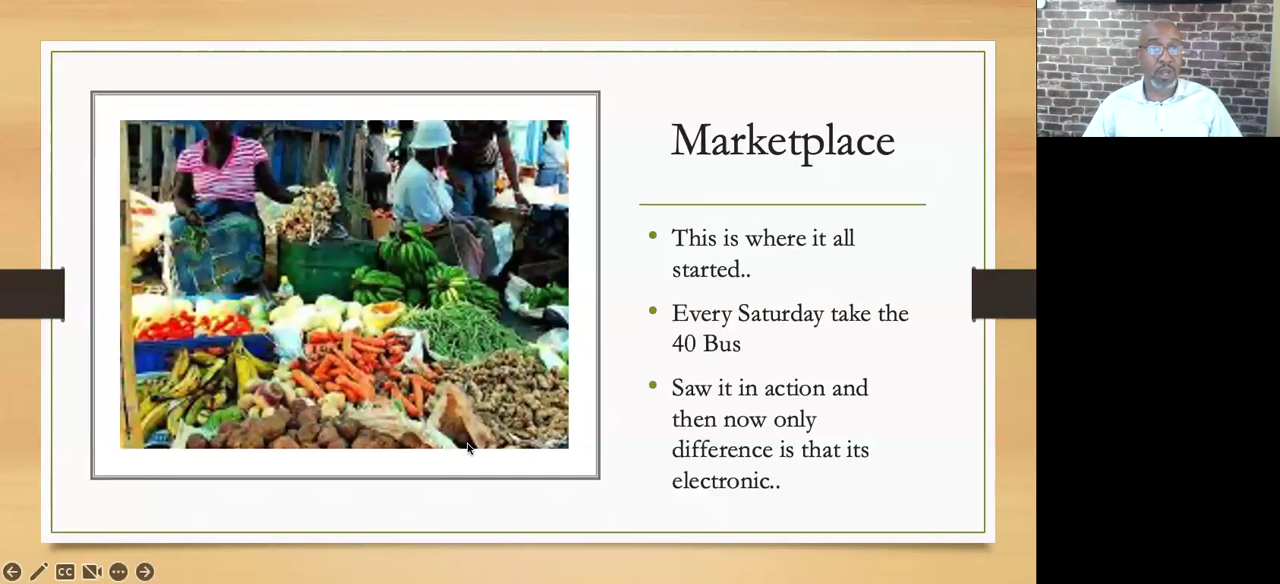 Marketplace
This is where it all
started..
Every Saturday take the
40 Bus
Saw it in action and
then now only
difference is that its
electronic..
CC